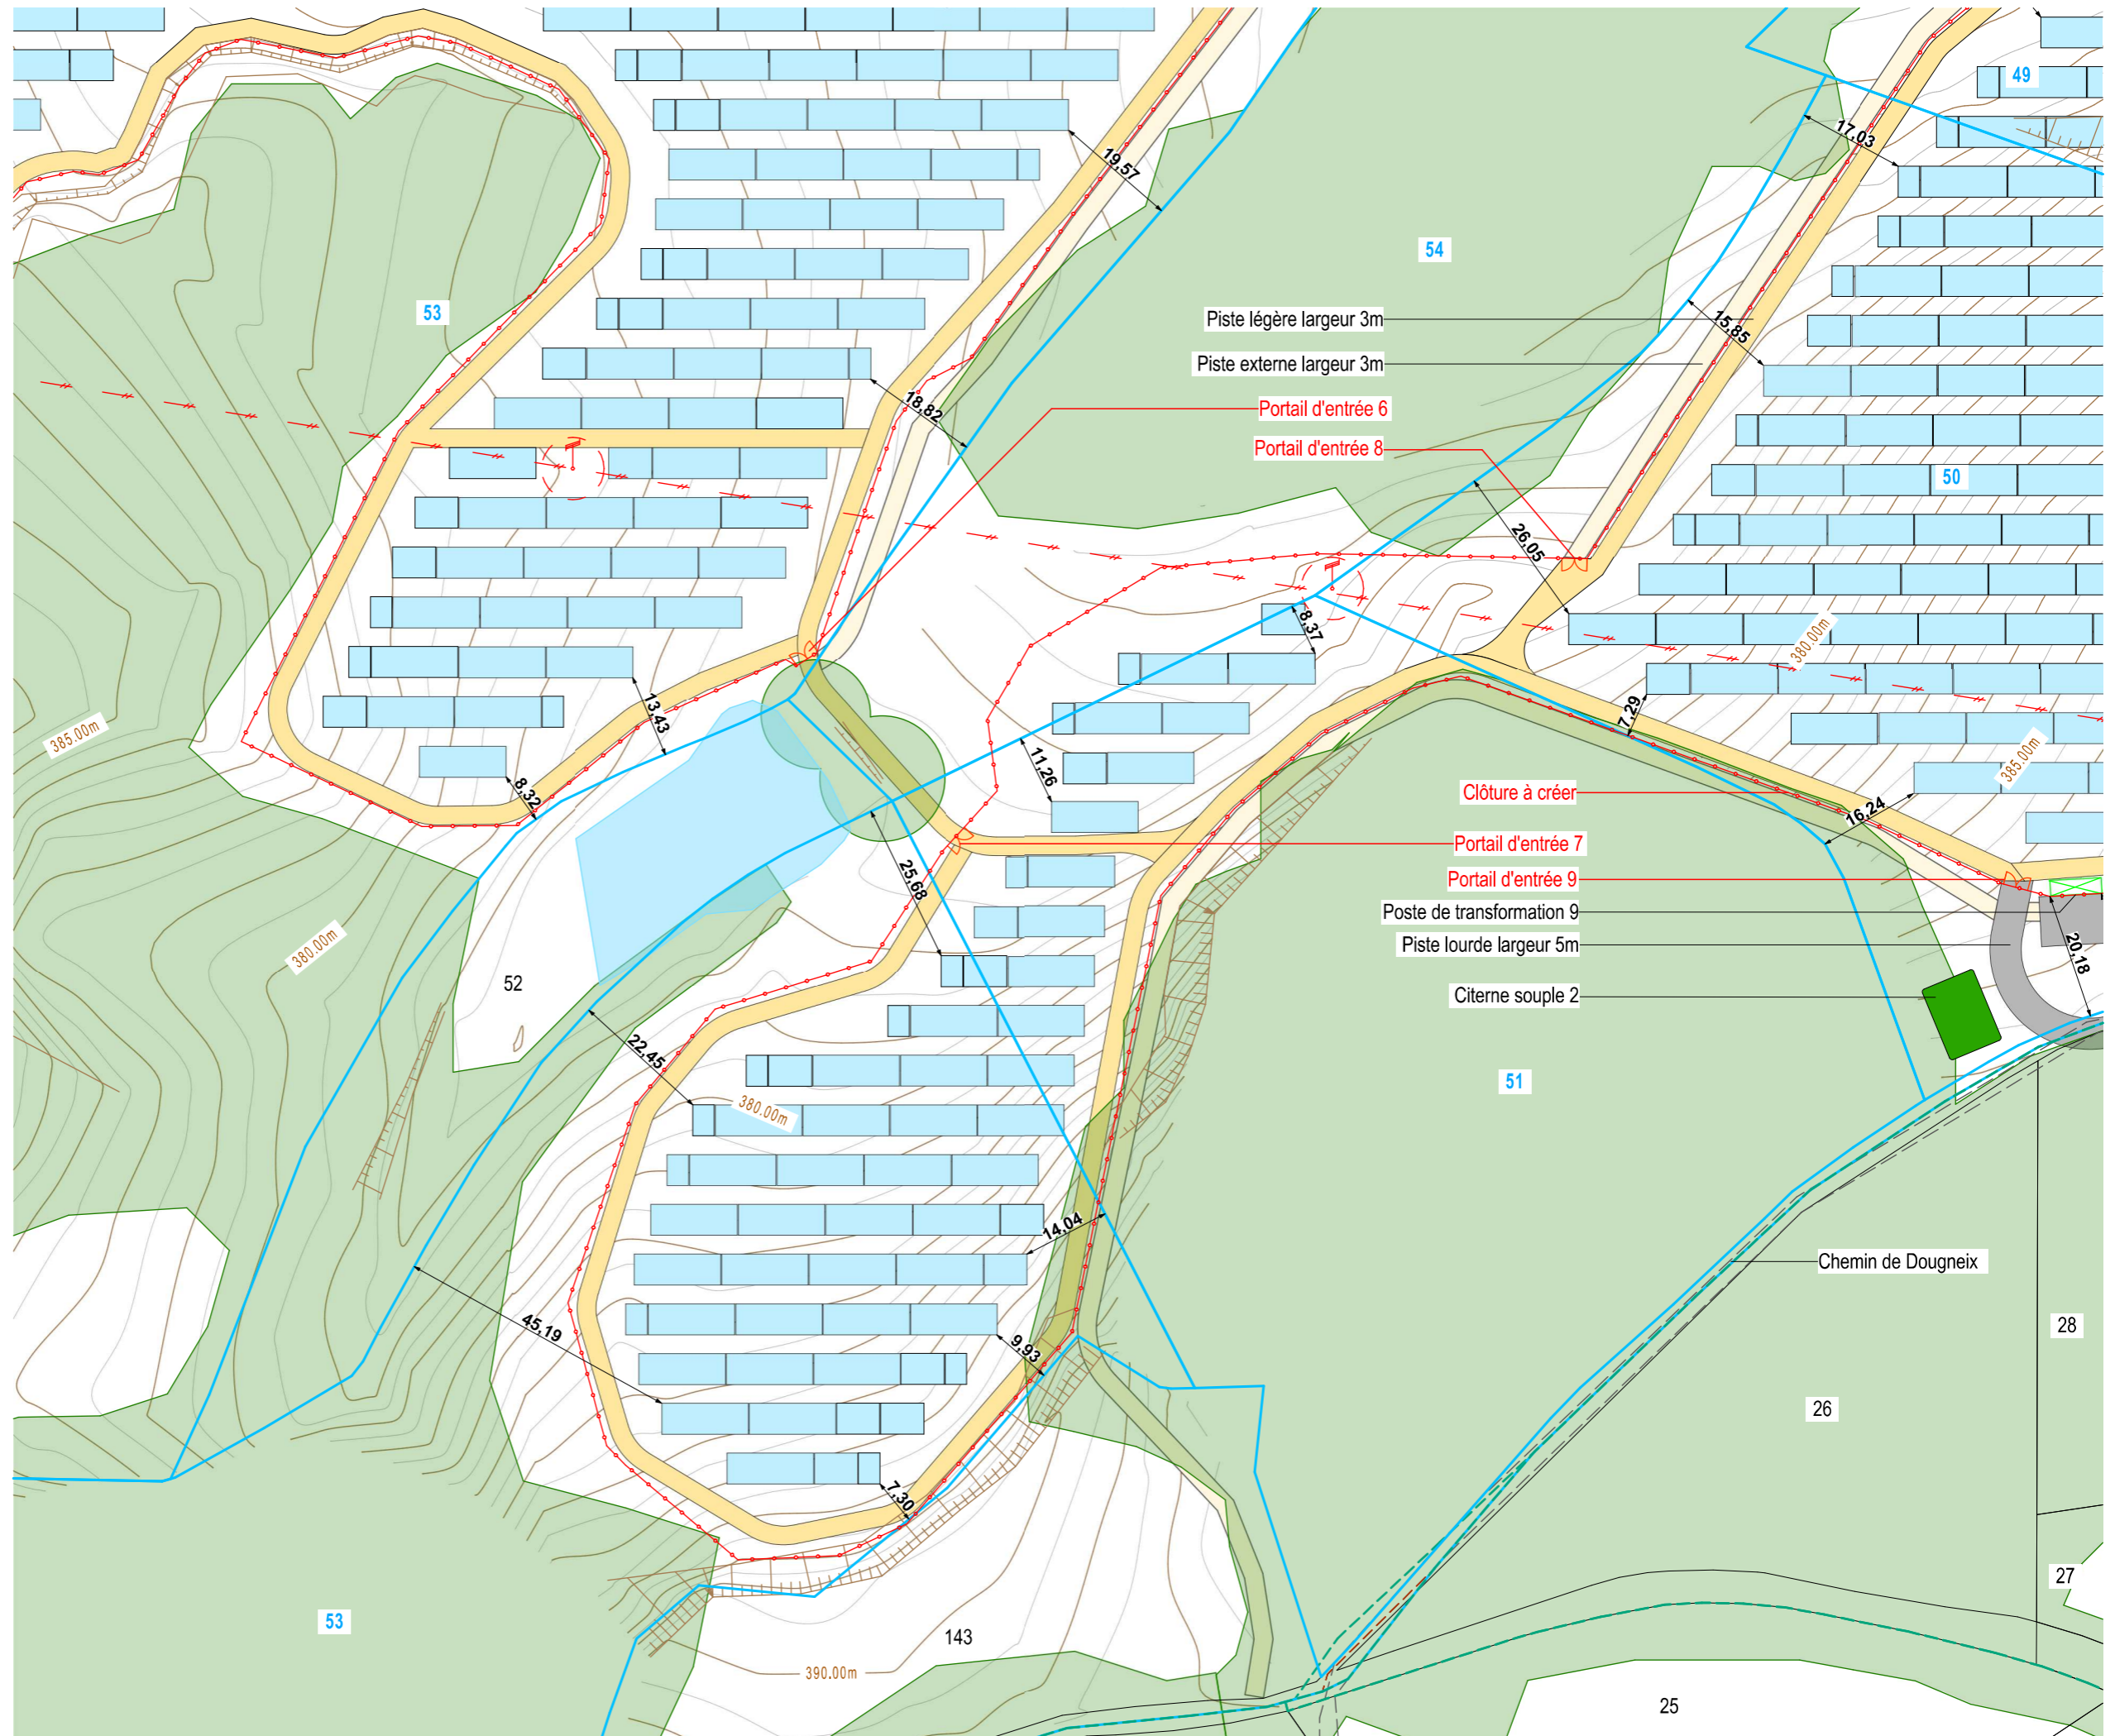 49
17,03
19,57
54
53
Piste légère largeur 3m
15,85
Piste externe largeur 3m
18,82
Portail d'entrée 6
Portail d'entrée 8
50
26,05
8,37
380.00m
13,43
7,29
385.00m
11,26
385.00m
8,32
Clôture à créer
16,24
Portail d'entrée 7
25,68
Portail d'entrée 9
Poste de transformation 9
380.00m
Piste lourde largeur 5m
20,18
52
Citerne souple 2
22,45
51
380.00m
14,04
Chemin de Dougneix
45,19
28
9,93
26
7,30
27
53
143
390.00m
25